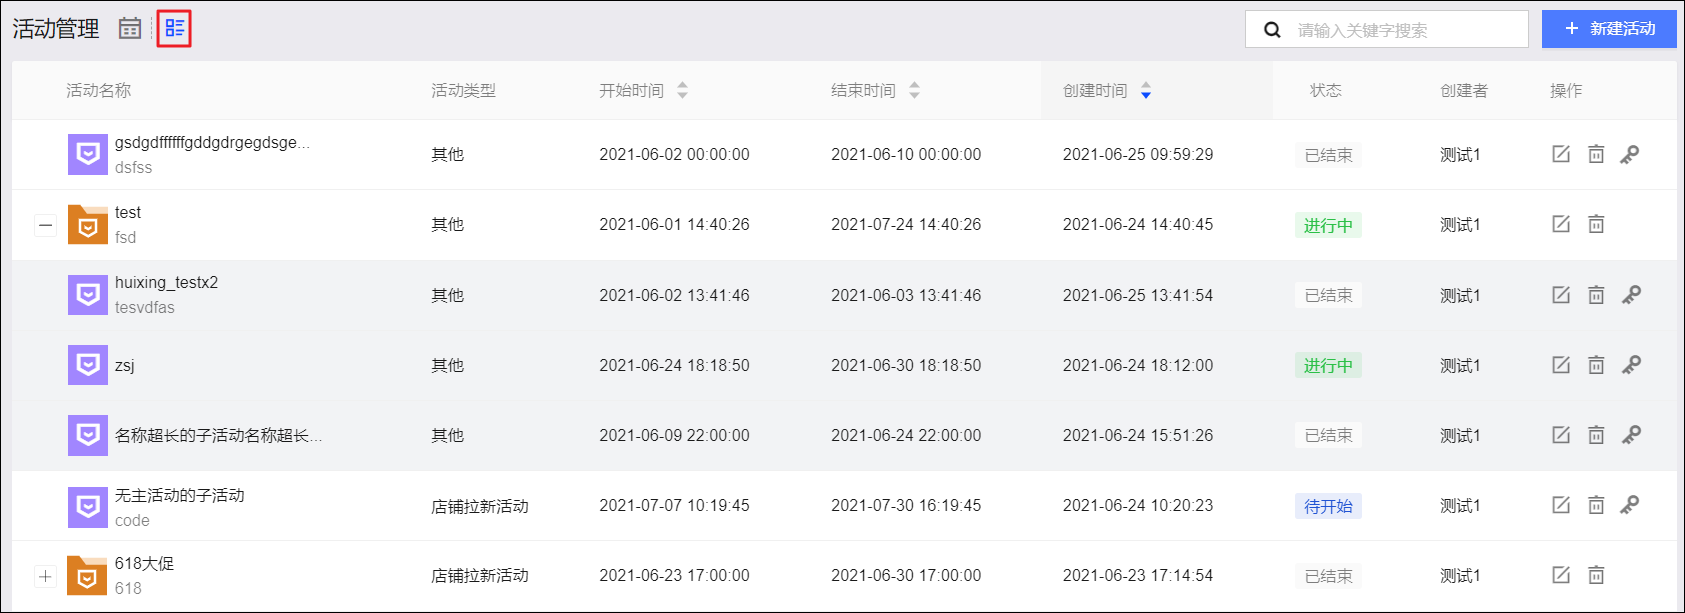 活动管理
请输入关键字搜索
+ 新建活动
活动名称 活动类型 开始时间 结束时间 创建时间 状态 创建者 操作
gsdgdffffffgddgdrgegdsge...
dsfss
其他 2021-06-02 00:00:00 2021-06-10 00:00:00 2021-06-25 09:59:29 已结束 测试1
test
fsd
其他 2021-06-01 14:40:26 2021-07-24 14:40:26 2021-06-24 14:40:45 进行中 测试1
huixing_testx2
tesvdfas
其他 2021-06-02 13:41:46 2021-06-03 13:41:46 2021-06-25 13:41:54 已结束 测试1
zsj 其他 2021-06-24 18:18:50 2021-06-30 18:18:50 2021-06-24 18:12:00 进行中 测试1
名称超长的子活动名称超长... 其他 2021-06-09 22:00:00 2021-06-24 22:00:00 2021-06-24 15:51:26 已结束 测试1
无主活动的子活动
code
店铺拉新活动 2021-07-07 10:19:45 2021-07-30 16:19:45 2021-06-24 10:20:23 待开始 测试1
618大促
618
店铺拉新活动 2021-06-23 17:00:00 2021-06-30 17:00:00 2021-06-23 17:14:54 已结束 测试1